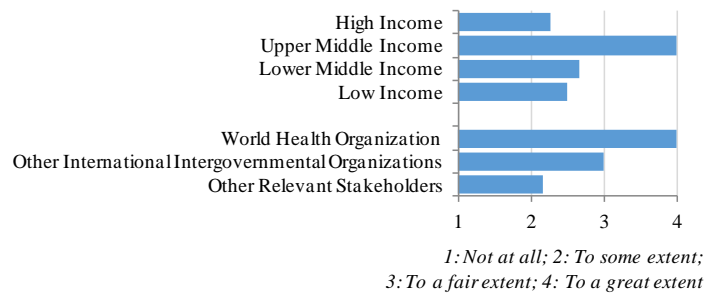 High Income
Upper Middle Income
Lower Middle Income
Low Income
World Health Organization
Other International Intergovernmental Organizations
Other Relevant Stakeholders
1 2 3 4
1: Not at all; 2: To some extent;
3: To a fair extent; 4: To a great extent